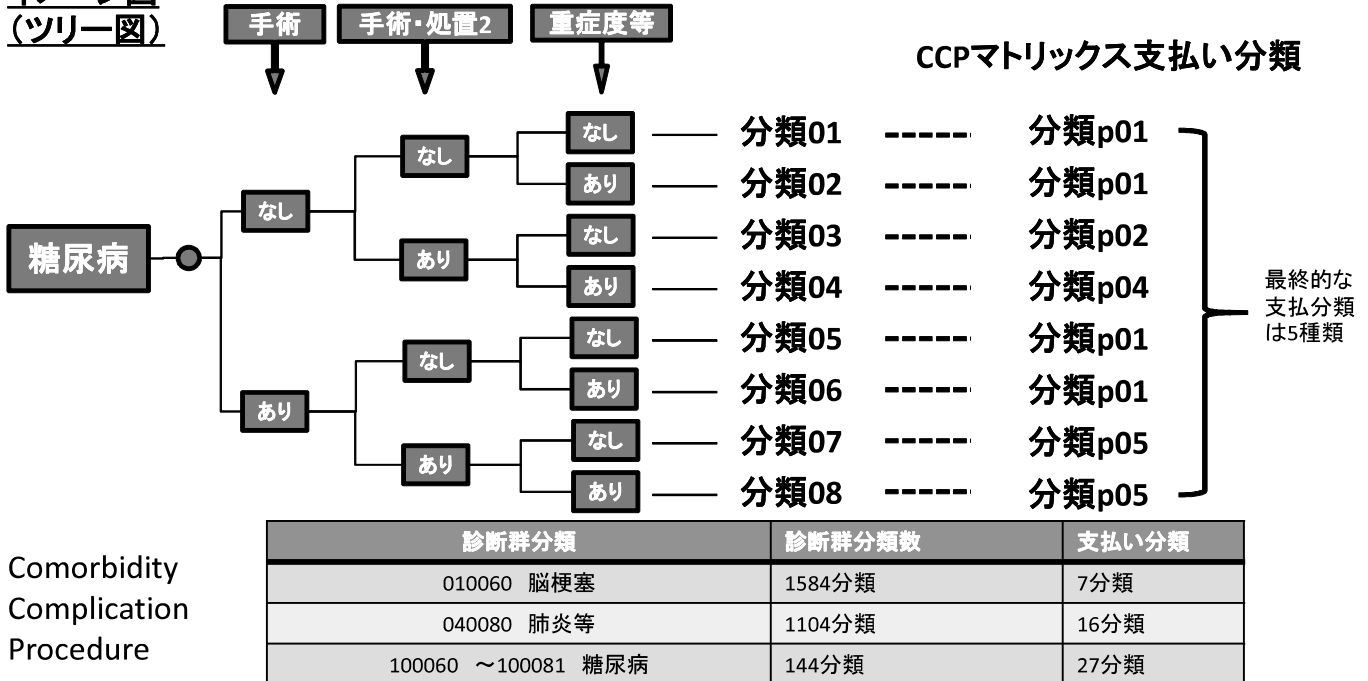 (ツリー図)
手術
手術・処置2
重症度等
CCPマトリックス支払い分類
糖尿病
なし
あり
なし
あり
なし
あり
なし
あり
なし
あり
なし
あり
なし
あり
分類01 ------ 分類p01
分類02 ------ 分類p01
分類03 ------ 分類p02
分類04 ------ 分類p04
分類05 ------ 分類p01
分類06 ------ 分類p01
分類07 ------ 分類p05
分類08 ------ 分類p05
最終的な
支払分類
は5種類
Comorbidity
Complication
Procedure
診断群分類 診断群分類数 支払い分類
010060 脳梗塞 1584分類 7分類
040080 肺炎等 1104分類 16分類
100060 ～100081 糖尿病 144分類 27分類